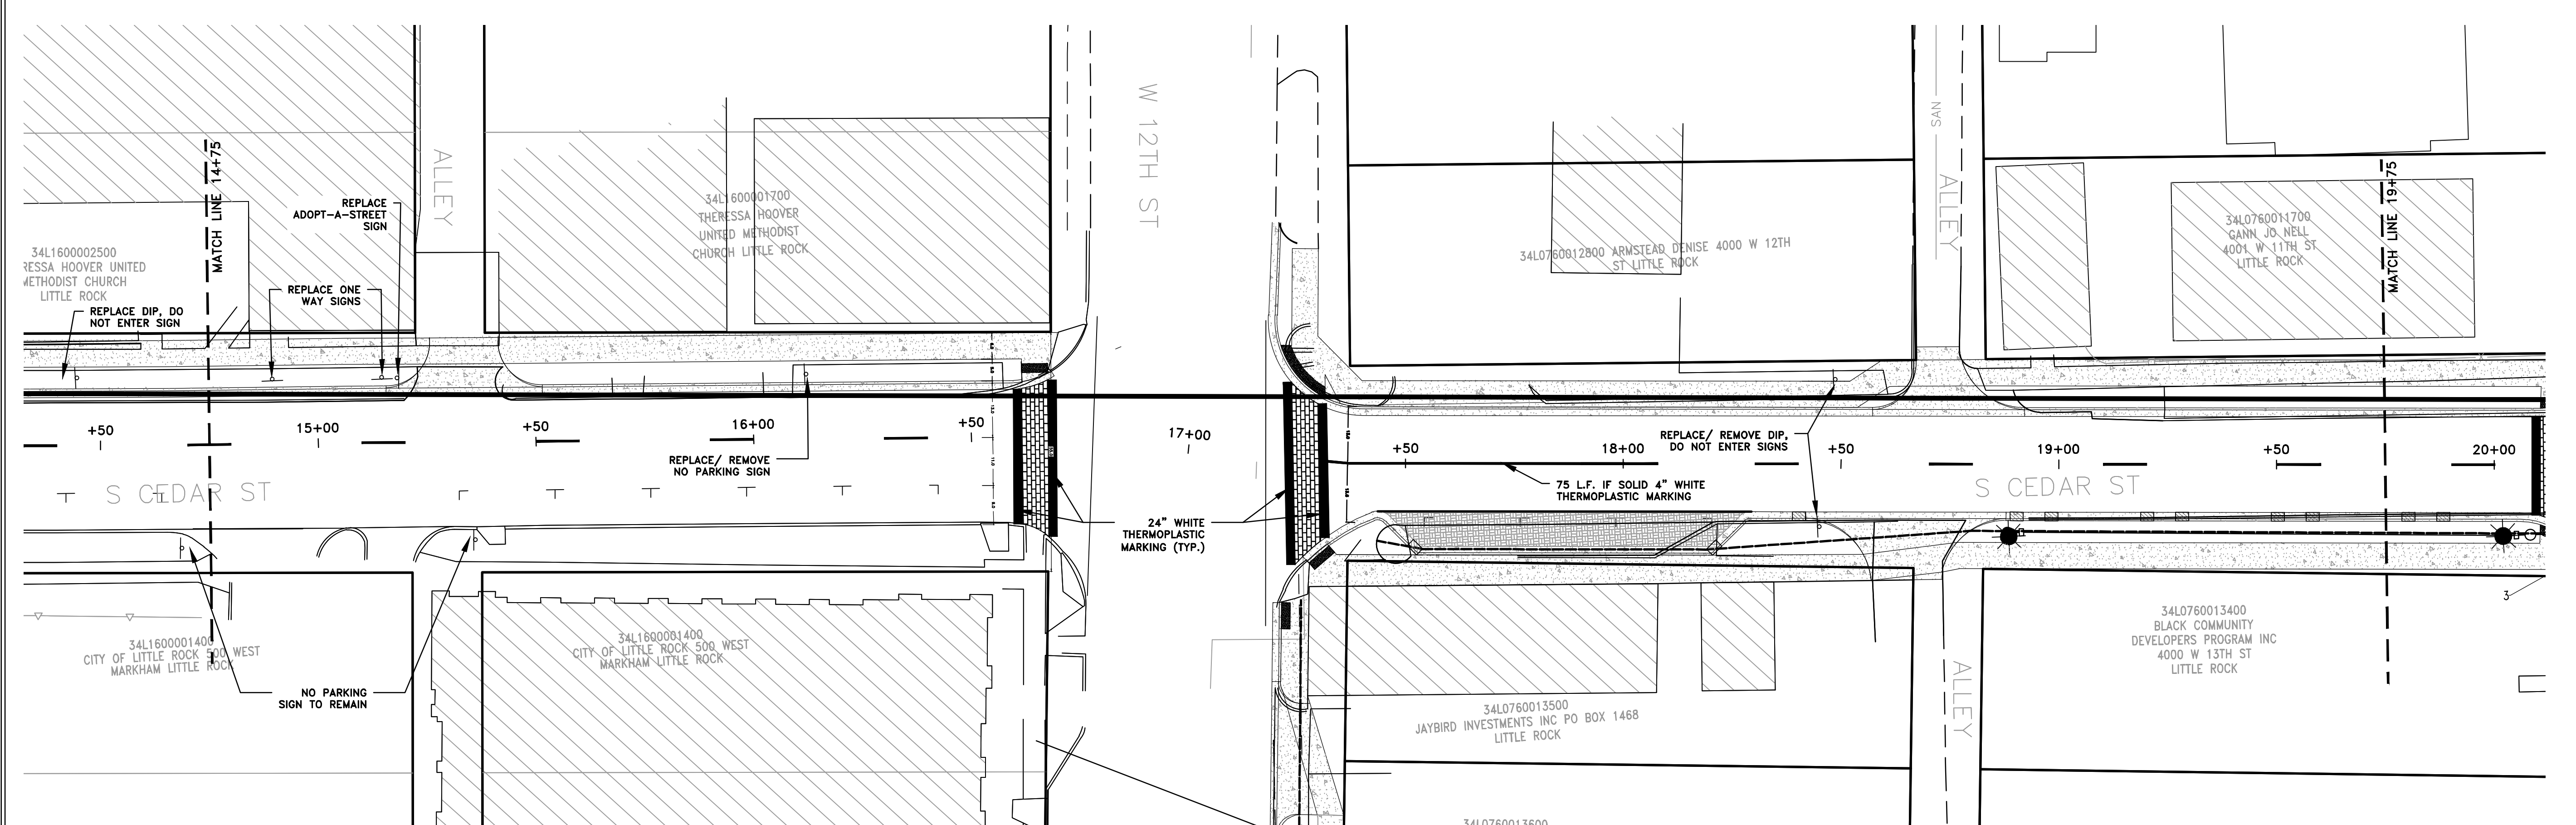 34L1600002500
RESSA HOOVER UNITED
METHODIST CHURCH
LITTLE ROCK
REPLACE DIP, DO
NOT ENTER SIGN
MATCH LINE 14+75
REPLACE
ADOPT-A-STREET
SIGN
REPLACE ONE
WAY SIGNS
ALLEY
34L1600001700
THERESSA HOOVER
UNITED METHODIST
CHURCH LITTLE ROCK
W 12TH ST
34L0760012800 ARMSTEAD DENISE 4000 W 12TH
ST LITTLE ROCK
SAN
ALLEY
34L0760011700
GANN JO NELL
4001 W 11TH ST
LITTLE ROCK
MATCH LINE 19+75
+50
15+00
+50
16+00
+50
17+00
+50
18+00
+50
19+00
+50
20+00
REPLACE/ REMOVE
NO PARKING SIGN
REPLACE/ REMOVE DIP,
DO NOT ENTER SIGNS
S CEDAR ST
75 L.F. IF SOLID 4" WHITE
THERMOPLASTIC MARKING
S CEDAR ST
24" WHITE
THERMOPLASTIC
MARKING (TYP.)
34L1600001400
CITY OF LITTLE ROCK 500 WEST
MARKHAM LITTLE ROCK
34L1600001400
CITY OF LITTLE ROCK 500 WEST
MARKHAM LITTLE ROCK
NO PARKING
SIGN TO REMAIN
34L0760013500
JAYBIRD INVESTMENTS INC PO BOX 1468
LITTLE ROCK
ALLEY
34L0760013400
BLACK COMMUNITY
DEVELOPERS PROGRAM INC
4000 W 13TH ST
LITTLE ROCK
3
34L0760013600